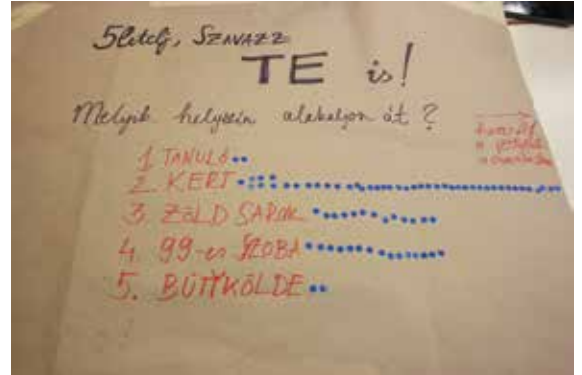 Ötletelj, SZAVAZZ
TE is!
Melyik helyszín alakuljon át?
1. TANULÓ
2. KERT
3. ZÖLD SAROK
4. 99-es SZOBA
5. BÜTYKÖLDE